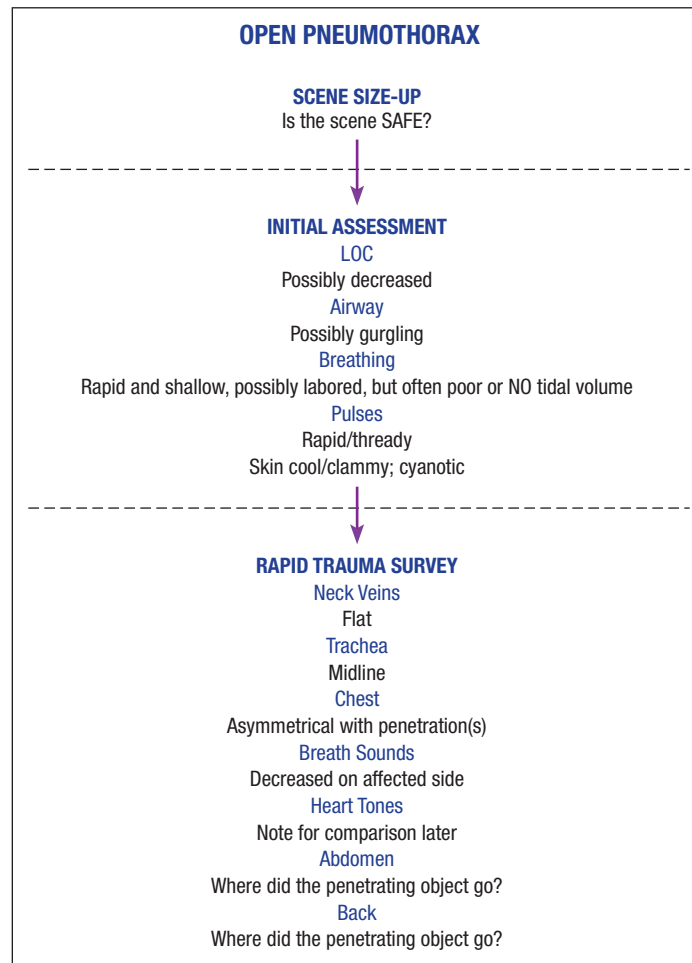 OPEN PNEUMOTHORAX
SCENE SIZE-UP
Is the scene SAFE?
INITIAL ASSESSMENT
LOC
Possibly decreased
Airway
Possibly gurgling
Breathing
Rapid and shallow, possibly labored, but often poor or NO tidal volume
Pulses
Rapid/thready
Skin cool/clammy; cyanotic
RAPID TRAUMA SURVEY
Neck Veins
Flat
Trachea
Midline
Chest
Asymmetrical with penetration(s)
Breath Sounds
Decreased on affected side
Heart Tones
Note for comparison later
Abdomen
Where did the penetrating object go?
Back
Where did the penetrating object go?